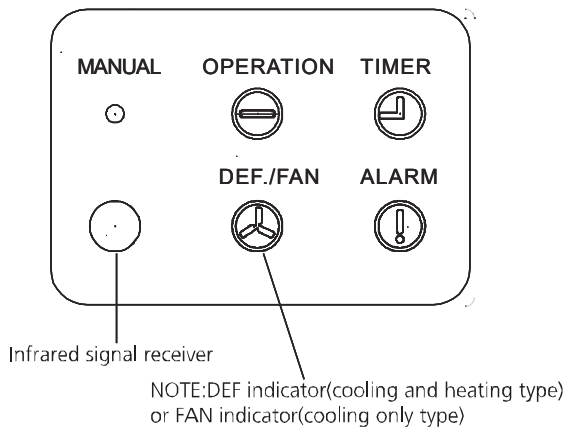 MANUAL OPERATION TIMER
DEF./FAN ALARM
Infrared signal receiver
NOTE:DEF indicator(cooling and heating type)
or FAN indicator(cooling only type)